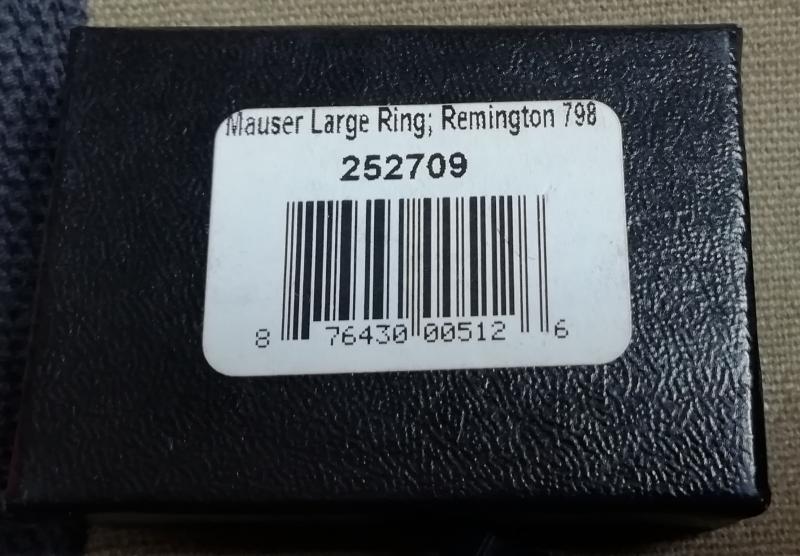 Mauser Large Ring; Remington 798
252709
8 76430 00512 6